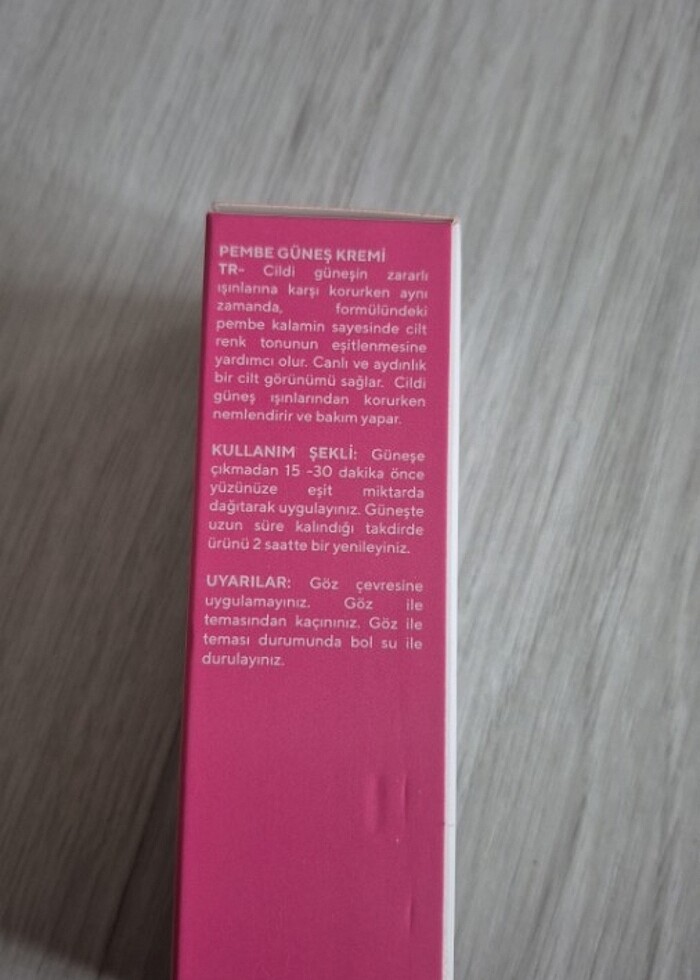 PEMBE GÜNEŞ KREMİ
TR- Cildi güneşin zararlı
ışınlarına karşı korurken aynı
zamanda, formülündeki
pembe kalamin sayesinde cilt
renk tonunun eşitlenmesine
yardımcı olur. Canlı ve aydınlık
bir cilt görünümü sağlar. Cildi
güneş ışınlarından korurken
nemlendirir ve bakım yapar.
KULLANIM ŞEKLİ: Güneşe
çıkmadan 15 -30 dakika önce
yüzünüze eşit miktarda
dağıtarak uygulayınız. Güneşte
uzun süre kalındığı takdirde
ürünü 2 saatte bir yenileyiniz.
UYARILAR: Göz çevresine
uygulamayınız. Göz ile
temasından kaçınınız. Göz ile
teması durumunda bol su ile
durulayınız.